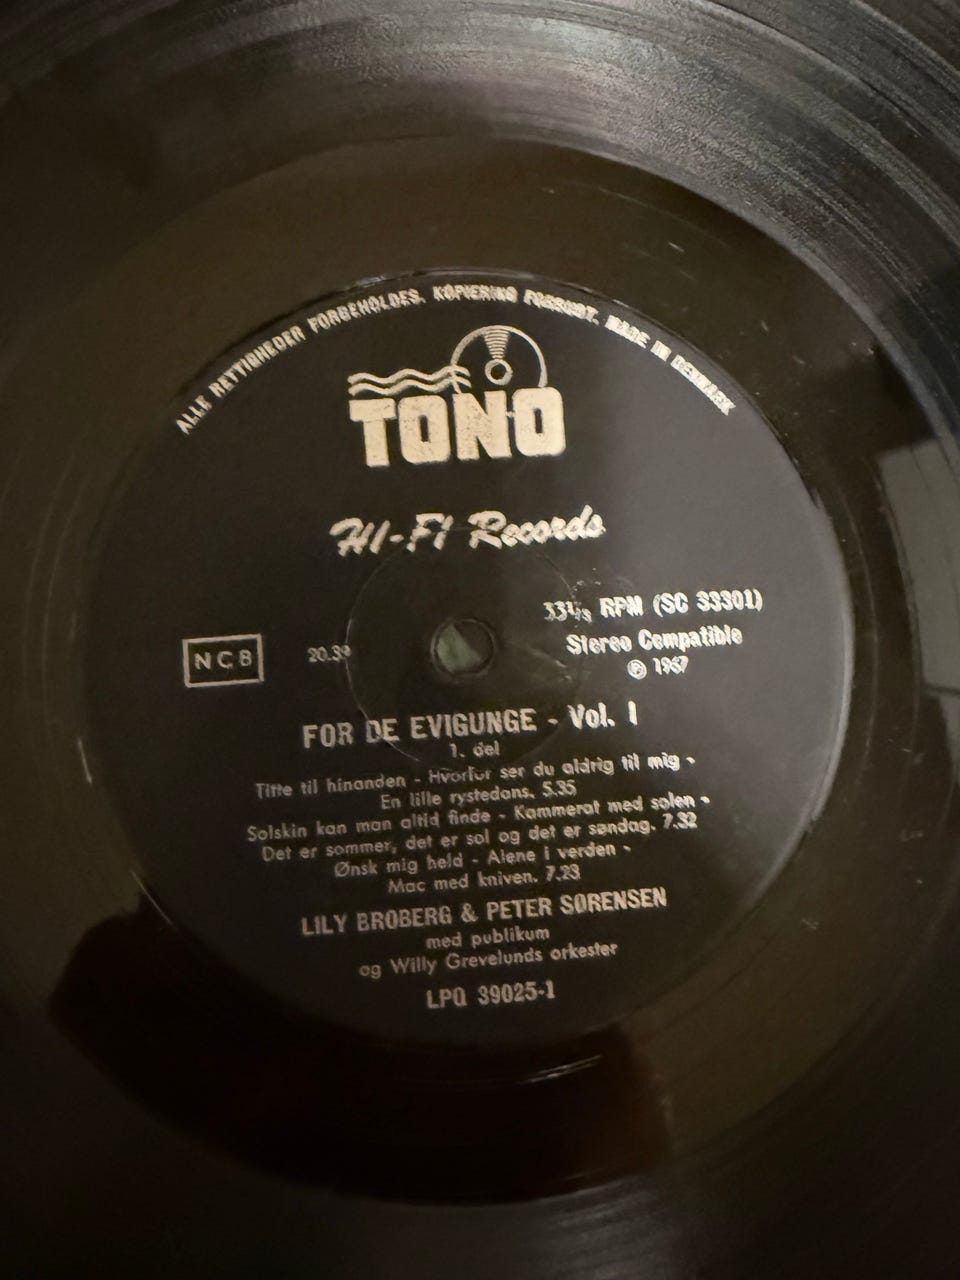 ALLE RETTIGHEDER FORBEHOLDES. KOPIERING FORBUDT. MADE IN DENMARK
TONO
HI-FI Records
33⅓ RPM (SC 33301)
Stereo Compatible
℗ 1967
NCB
20.39
FOR DE EVIGUNGE - Vol. I
1. del
Titte til hinanden - Hvorfor ser du aldrig til mig -
En lille rystedans. 5.35
Solskin kan man altid finde - Kammerat med solen -
Det er sommer, det er sol og det er søndag. 7.32
Ønsk mig held - Alene i verden -
Mac med kniven. 7.23
LILY BROBERG & PETER SØRENSEN
med publikum
og Willy Grevelunds orkester
LPQ 39025-1